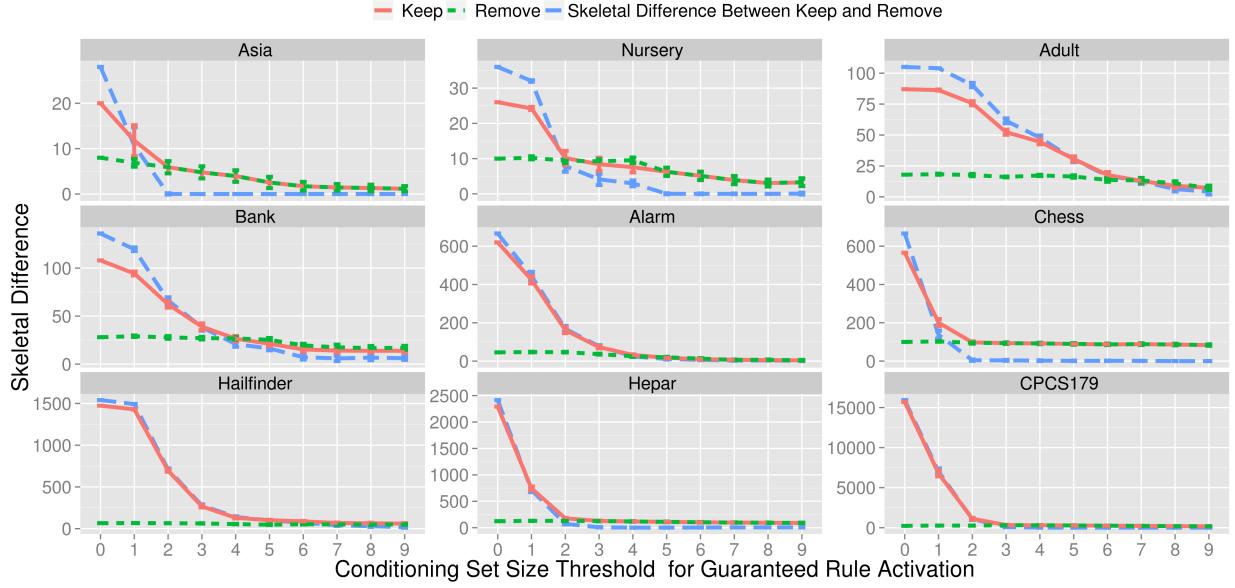 Keep Remove Skeletal Difference Between Keep and Remove
Asia
Nursery
Adult
20
10
0
30
20
10
0
100
75
50
25
0
Bank
Alarm
Chess
100
50
0
600
400
200
0
600
400
200
0
Hailfinder
Hepar
CPCS179
1500
1000
500
0
2500
2000
1500
1000
500
0
15000
10000
5000
0
0 1 2 3 4 5 6 7 8 9
0 1 2 3 4 5 6 7 8 9
0 1 2 3 4 5 6 7 8 9
Skeletal Difference
Conditioning Set Size Threshold for Guaranteed Rule Activation